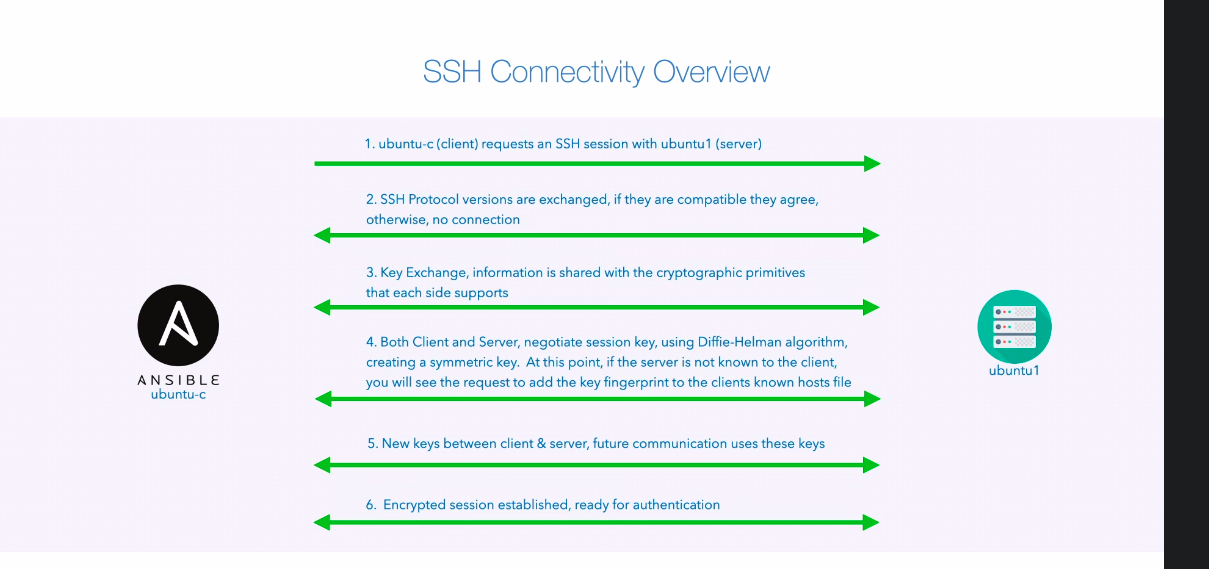 SSH Connectivity Overview
1. ubuntu-c (client) requests an SSH session with ubuntu1 (server)
2. SSH Protocol versions are exchanged, if they are compatible they agree,
otherwise, no connection
3. Key Exchange, information is shared with the cryptographic primitives
that each side supports
4. Both Client and Server, negotiate session key, using Diffie-Helman algorithm,
creating a symmetric key. At this point, if the server is not known to the client,
you will see the request to add the key fingerprint to the clients known hosts file
ANSIBLE
ubuntu-c
ubuntu1
5. New keys between client & server, future communication uses these keys
6. Encrypted session established, ready for authentication